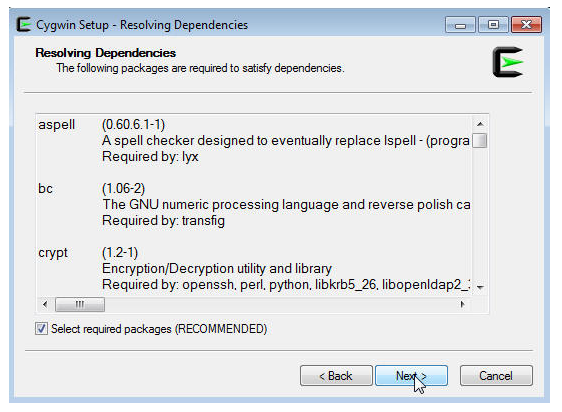 Cygwin Setup - Resolving Dependencies
Resolving Dependencies
The following packages are required to satisfy dependencies.
aspell (0.60.6.1-1)
A spell checker designed to eventually replace Ispell - (progra
Required by: lyx
bc (1.06-2)
The GNU numeric processing language and reverse polish ca
Required by: transfig
crypt (1.2-1)
Encryption/Decryption utility and library
Required by: openssh, perl, python, libkrb5_26, libopenldap2_
Select required packages (RECOMMENDED)
< Back Next > Cancel